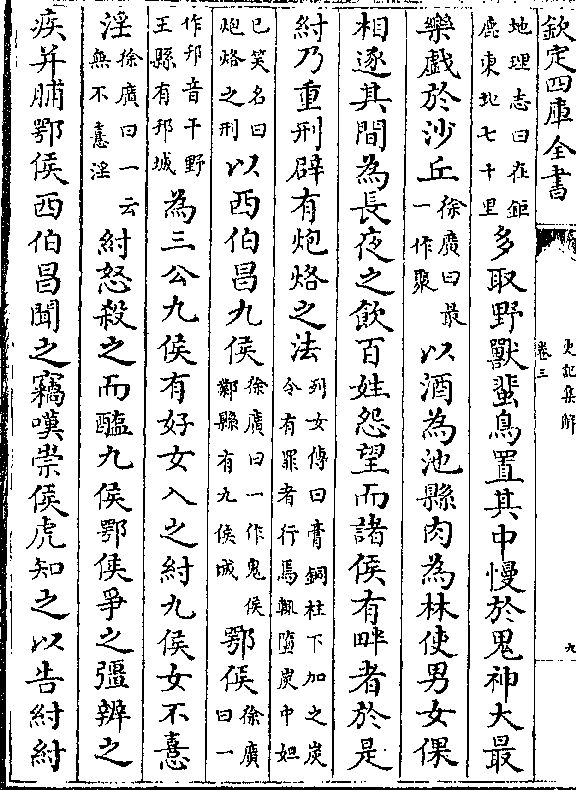 欽定四庫全書
史記集解
卷三
九
地理志曰在鉅鹿東北七十里多取野獸蜚鳥置其中慢於鬼神大最
樂戲於沙丘徐廣曰最一作聚以酒為池縣肉為林使男女倮
相逐其間為長夜之飲百姓怨望而諸侯有畔者於是
紂乃重刑辟有炮烙之法列女傳曰膏銅柱下加之炭令有罪者行焉輒墮炭中妲
已笑名曰炮烙之刑以西伯昌九侯徐廣曰一作鬼侯鄴縣有九侯城鄂侯徐廣曰一
作邘音于野王縣有邘城為三公九侯有好女入之紂九侯女不憙
淫徐廣曰一云無不憙淫紂怒殺之而醢九侯鄂侯爭之彊辨之
疾并脯鄂侯西伯昌聞之竊嘆崇侯虎知之以告紂紂